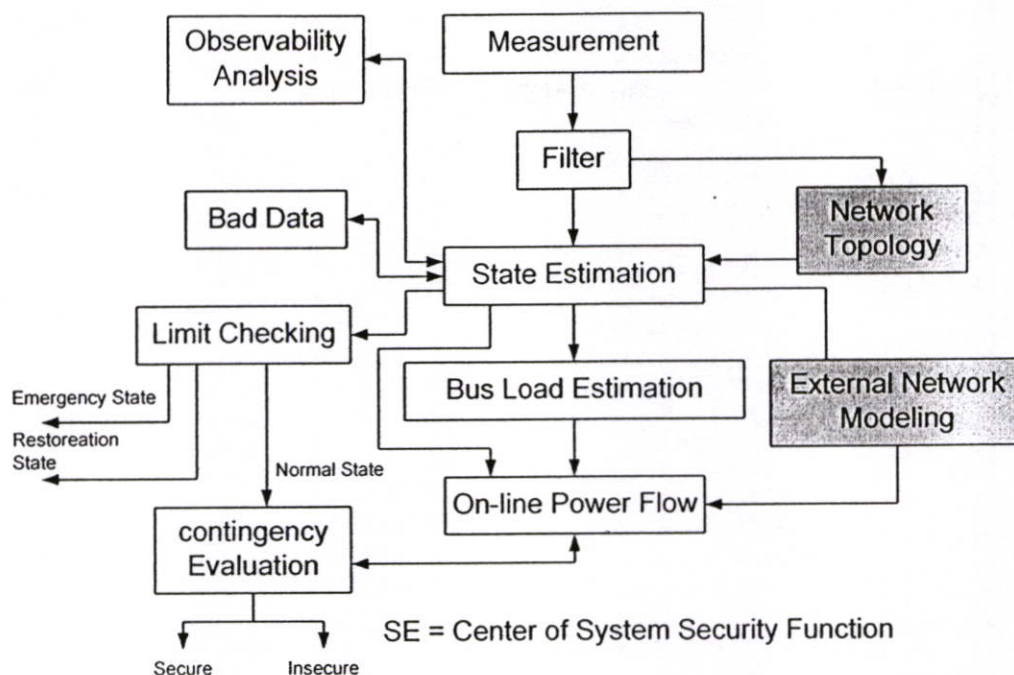 Observability
Analysis
Measurement
Filter
Network
Topology
Bad Data
State Estimation
Limit Checking
Bus Load Estimation
External Network
Modeling
Emergency State
Restoreation
State
Normal State
On-line Power Flow
contingency
Evaluation
SE = Center of System Security Function
Secure
Insecure